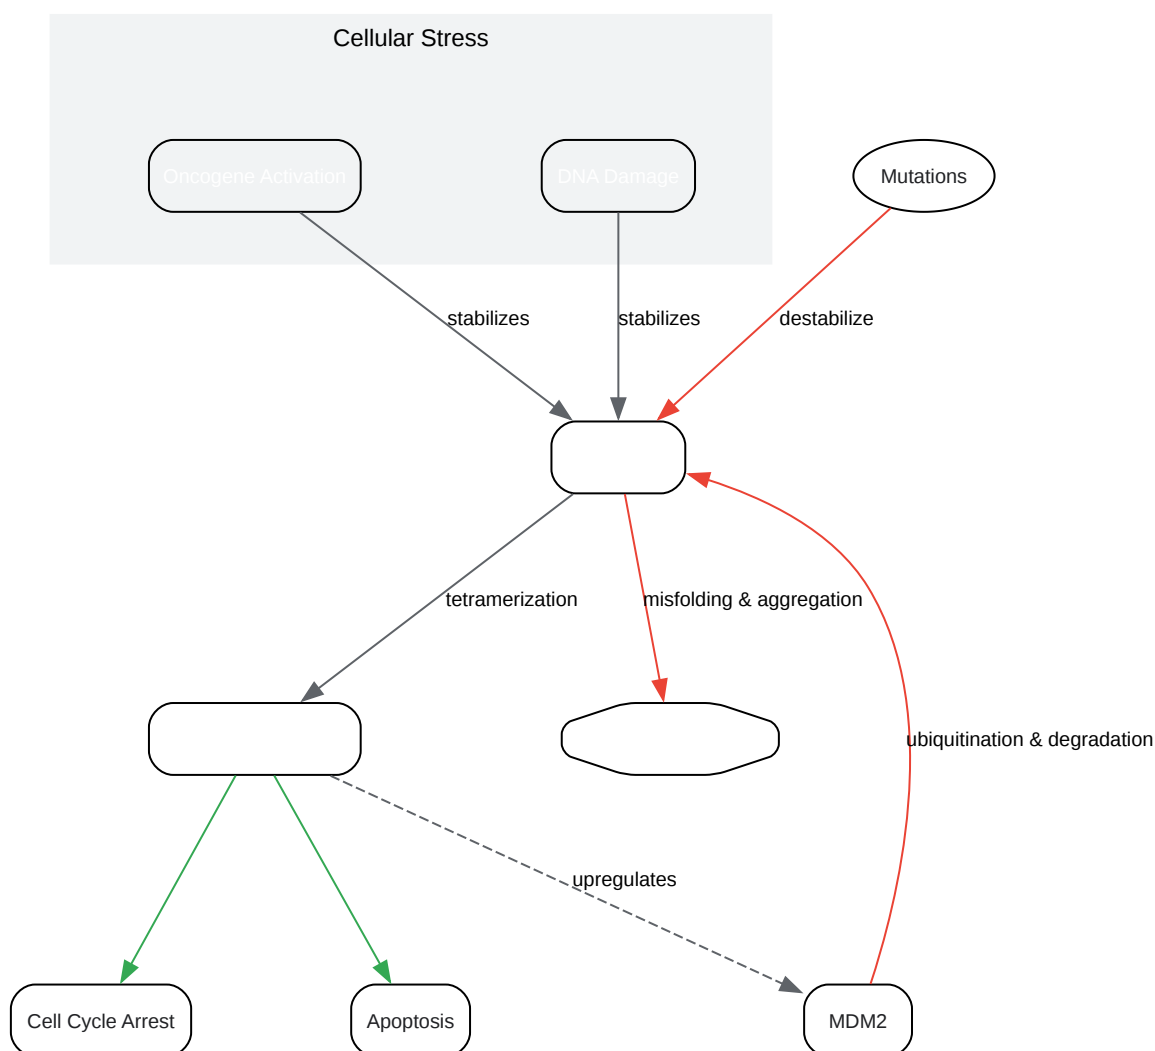 Cellular Stress
Oncogene Activation
DNA Damage
Mutations
stabilizes
stabilizes
destabilize
tetramerization
misfolding & aggregation
ubiquitination & degradation
upregulates
Cell Cycle Arrest
Apoptosis
MDM2